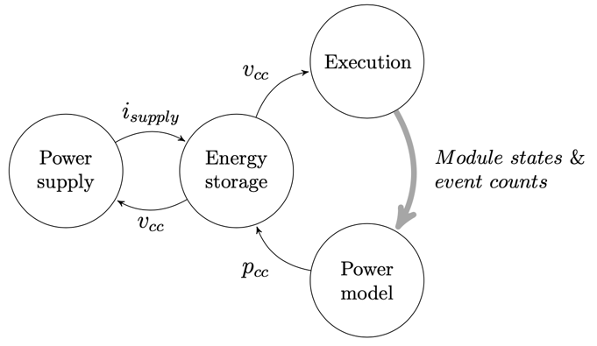 v_cc
Execution
i_supply
Power
supply
Energy
storage
Module states &
event counts
v_cc
p_cc
Power
model